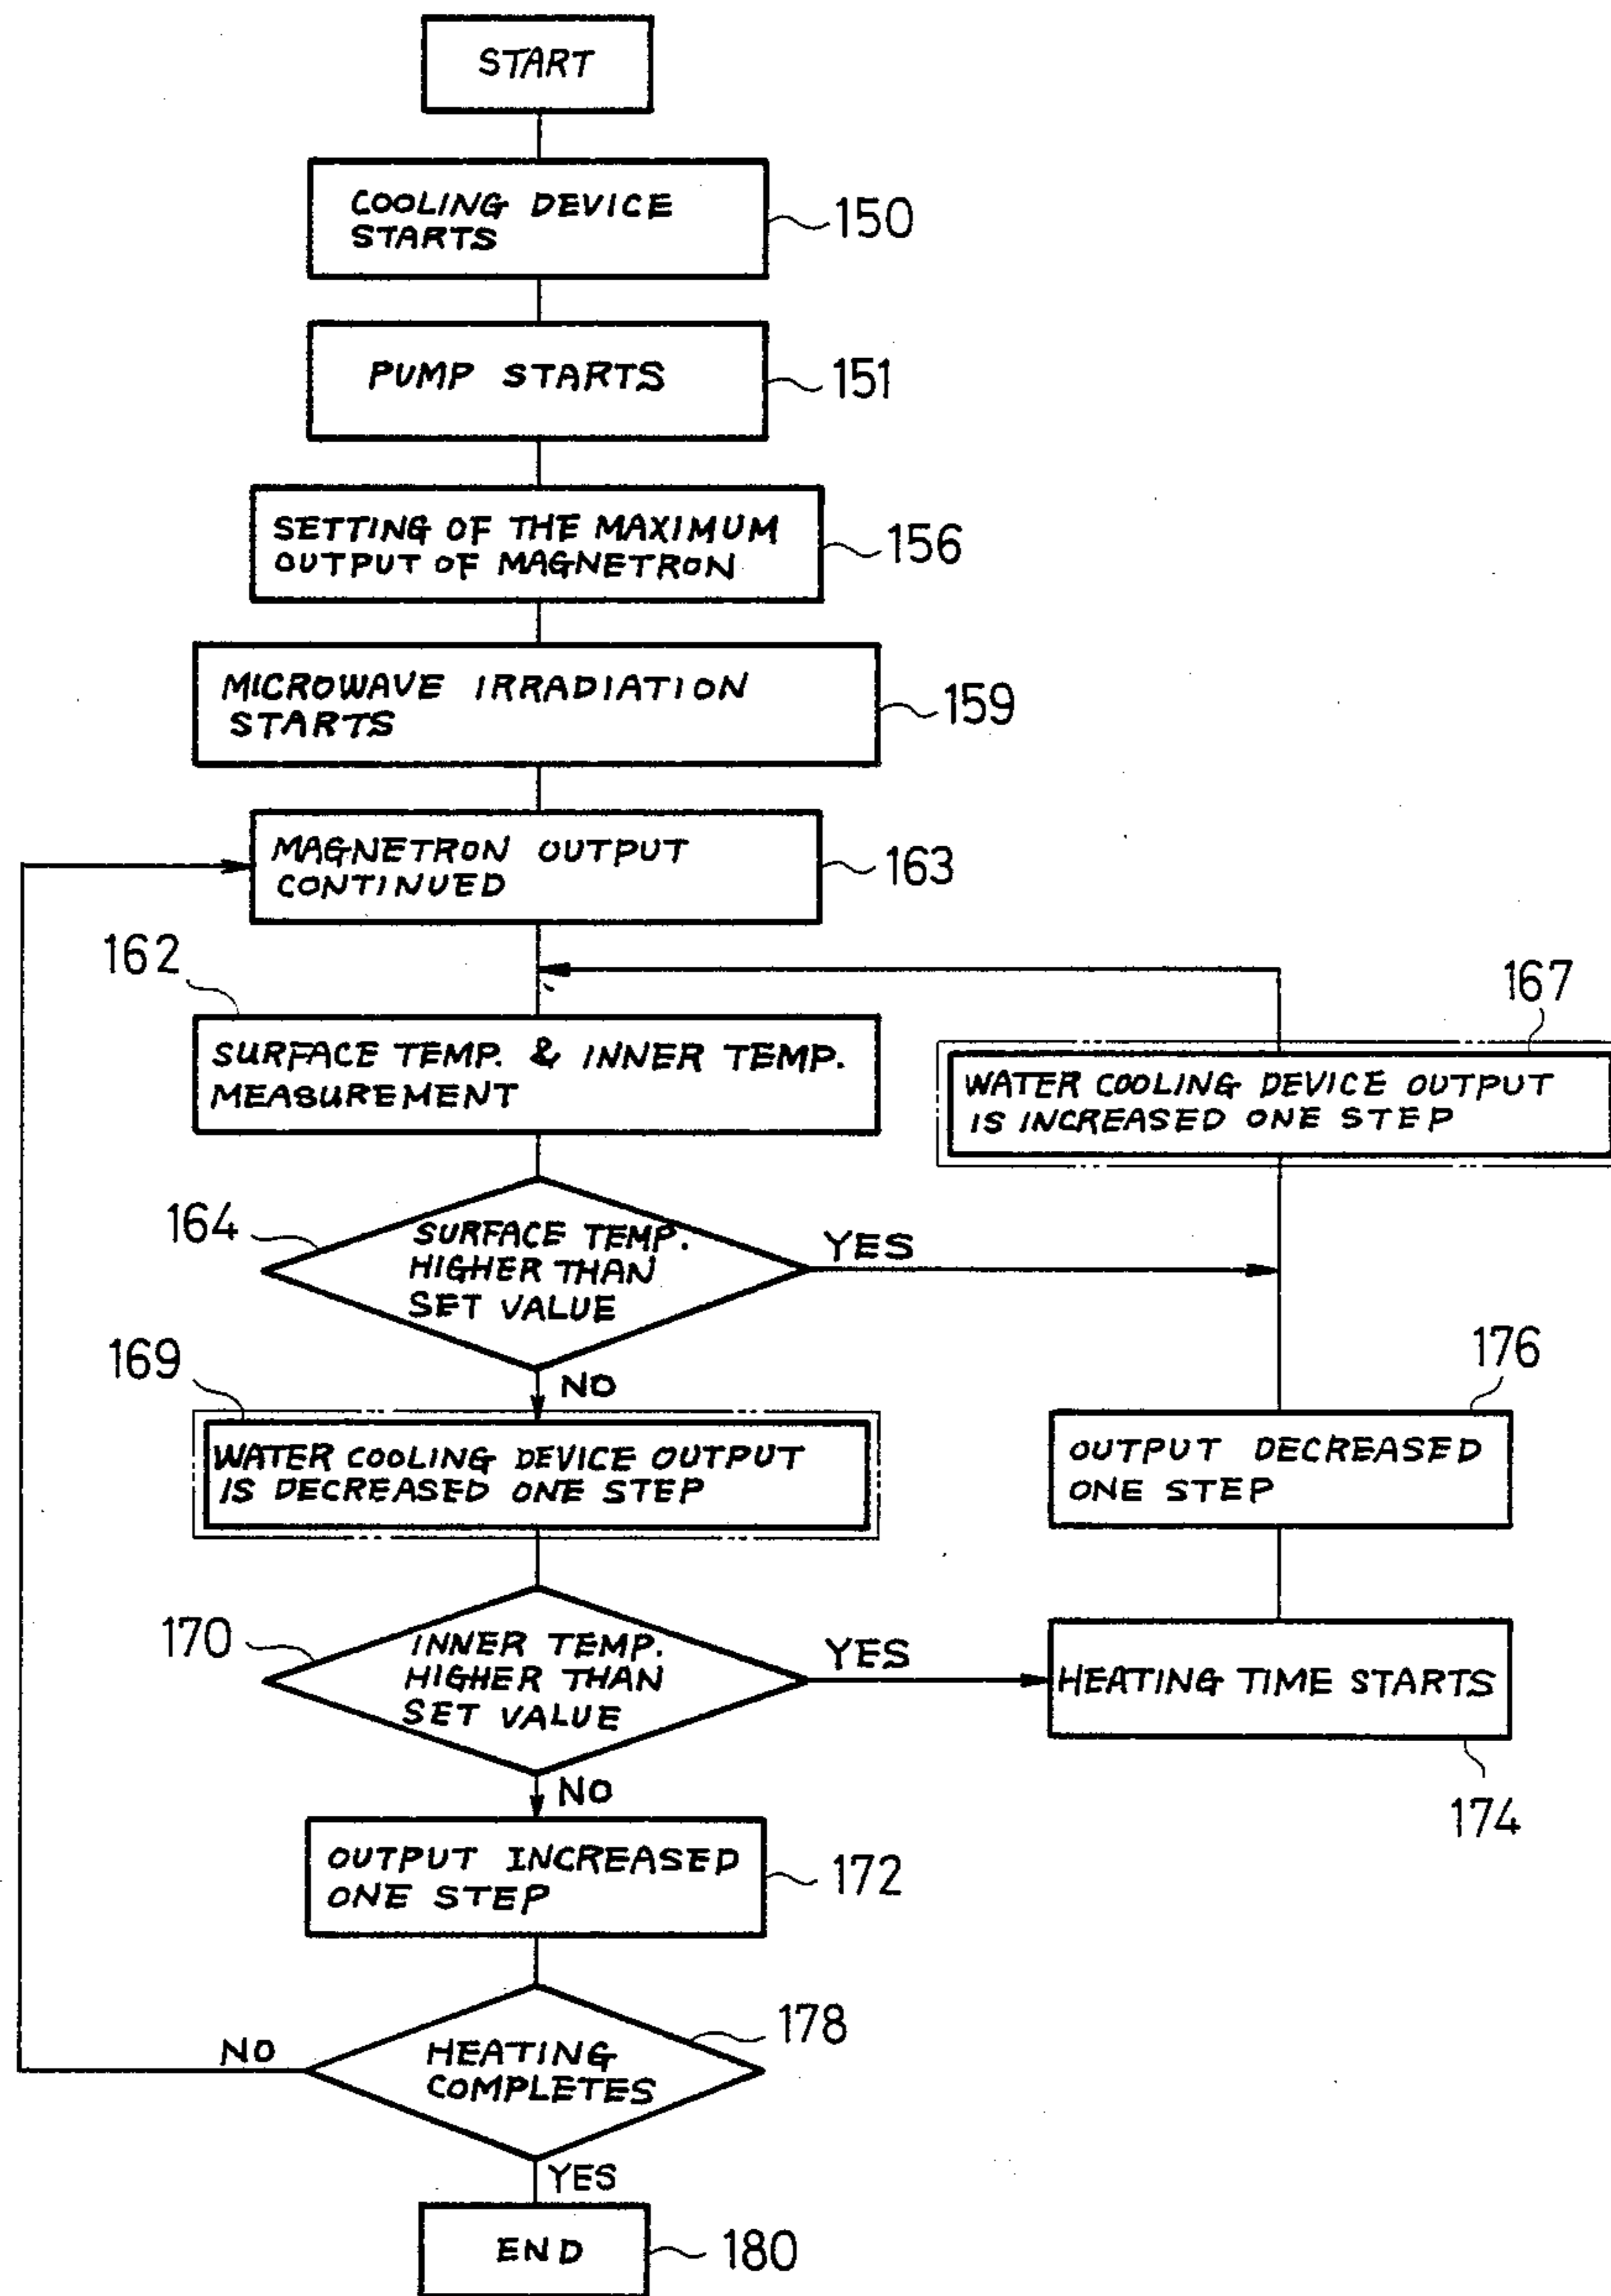 START
COOLING DEVICE
STARTS
150
PUMP STARTS
151
SETTING OF THE MAXIMUM
OUTPUT OF MAGNETRON
156
MICROWAVE IRRADIATION
STARTS
159
MAGNETRON OUTPUT
CONTINUED
163
162
SURFACE TEMP. & INNER TEMP.
MEASUREMENT
167
WATER COOLING DEVICE OUTPUT
IS INCREASED ONE STEP
164
SURFACE TEMP.
HIGHER THAN
SET VALUE
YES
NO
169
WATER COOLING DEVICE OUTPUT
IS DECREASED ONE STEP
176
OUTPUT DECREASED
ONE STEP
170
INNER TEMP.
HIGHER THAN
SET VALUE
YES
HEATING TIME STARTS
174
NO
OUTPUT INCREASED
ONE STEP
172
178
HEATING
COMPLETES
NO
YES
END
180